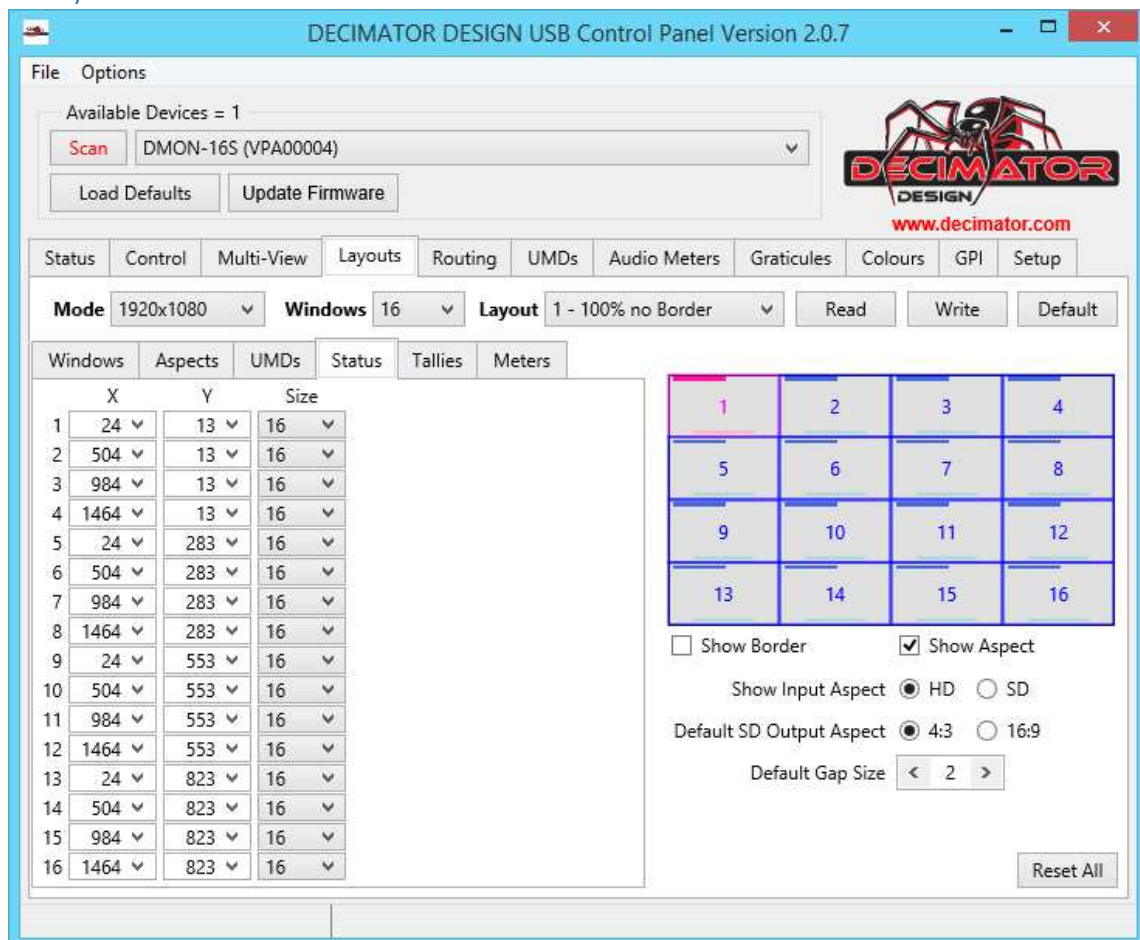 DECIMATOR DESIGN USB Control Panel Version 2.0.7
File Options
Available Devices = 1
Scan DMON-16S (VPA00004)
Load Defaults Update Firmware
DECIMATOR
DESIGN
www.decimator.com
Status Control Multi-View Layouts Routing UMDs Audio Meters Graticules Colours GPI Setup
Mode 1920x1080 Windows 16 Layout 1 - 100% no Border Read Write Default
Windows Aspects UMDs Status Tallies Meters
X Y Size
1 24 13 16
2 504 13 16
3 984 13 16
4 1464 13 16
5 24 283 16
6 504 283 16
7 984 283 16
8 1464 283 16
9 24 553 16
10 504 553 16
11 984 553 16
12 1464 553 16
13 24 823 16
14 504 823 16
15 984 823 16
16 1464 823 16
1 2 3 4
5 6 7 8
9 10 11 12
13 14 15 16
Show Border Show Aspect
Show Input Aspect HD SD
Default SD Output Aspect 4:3 16:9
Default Gap Size < 2 >
Reset All